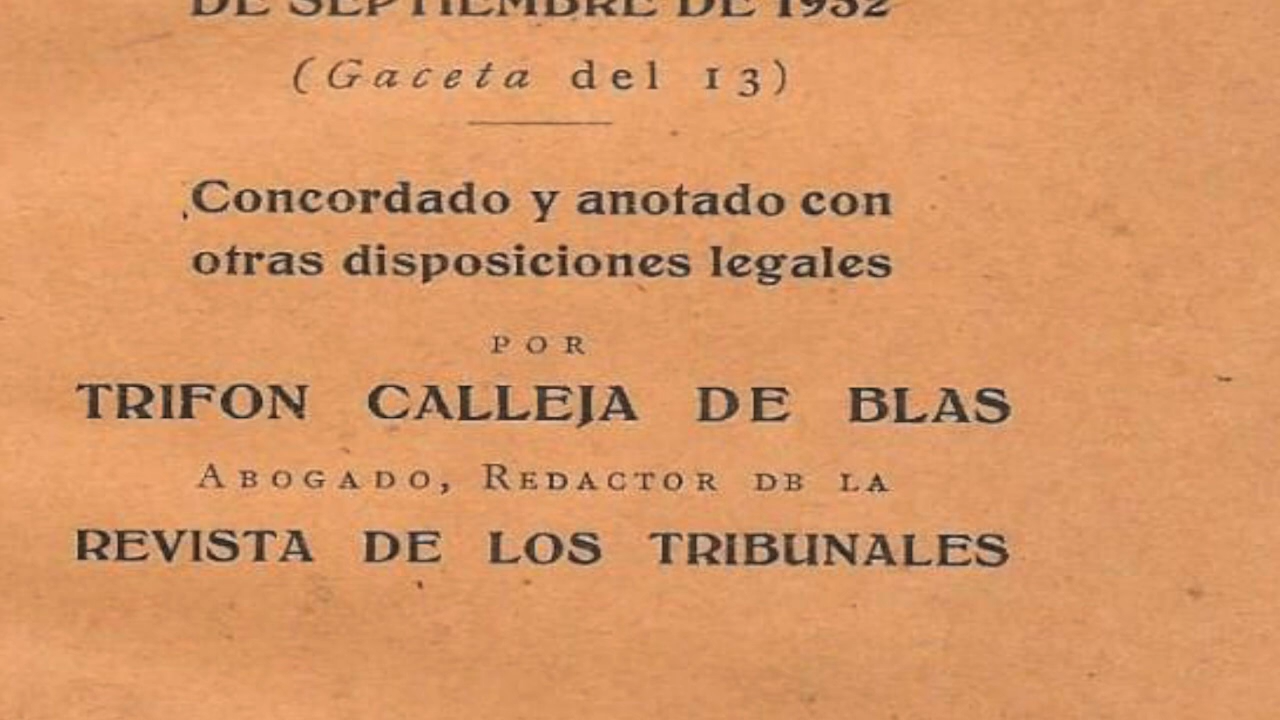 DE SEPTIEMBRE DE 1932
(Gaceta del 13)
Concordado y anotado con
otras disposiciones legales
POR
TRIFON CALLEJA DE BLAS
ABOGADO, REDACTOR DB LA
REVISTA DE LOS TRIBUNALES